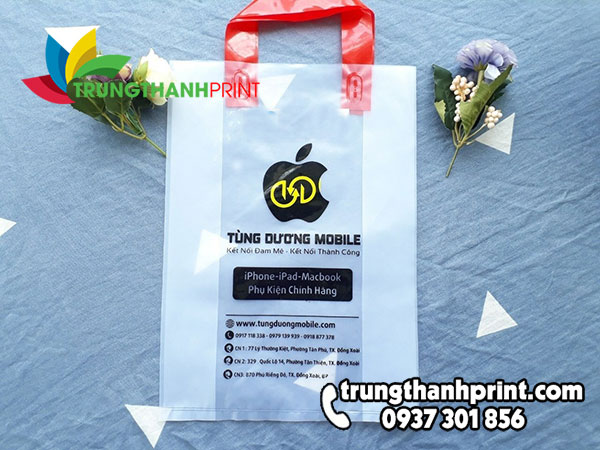 TRUNGTHANHPRINT
TÙNG DƯƠNG MOBILE
Kết Nối Đam Mê - Kết Nối Thành Công
iPhone-iPad-Macbook
Phụ Kiện Chính Hãng
www.tungduongmobile.com
0917 118 338 - 0979 139 939 - 0918 877 378
CN 1 : 77 Lý Thường Kiệt, Phường Tân Phú, TX. Đồng Xoài
CN 2: 329 Quốc Lộ 14, Phường Tân Thiện, TX. Đồng Xoài
CN3: 870 Phú Riềng Đỏ, TX. Đồng Xoài, BP
trungthanhprint.com
0937 301 856